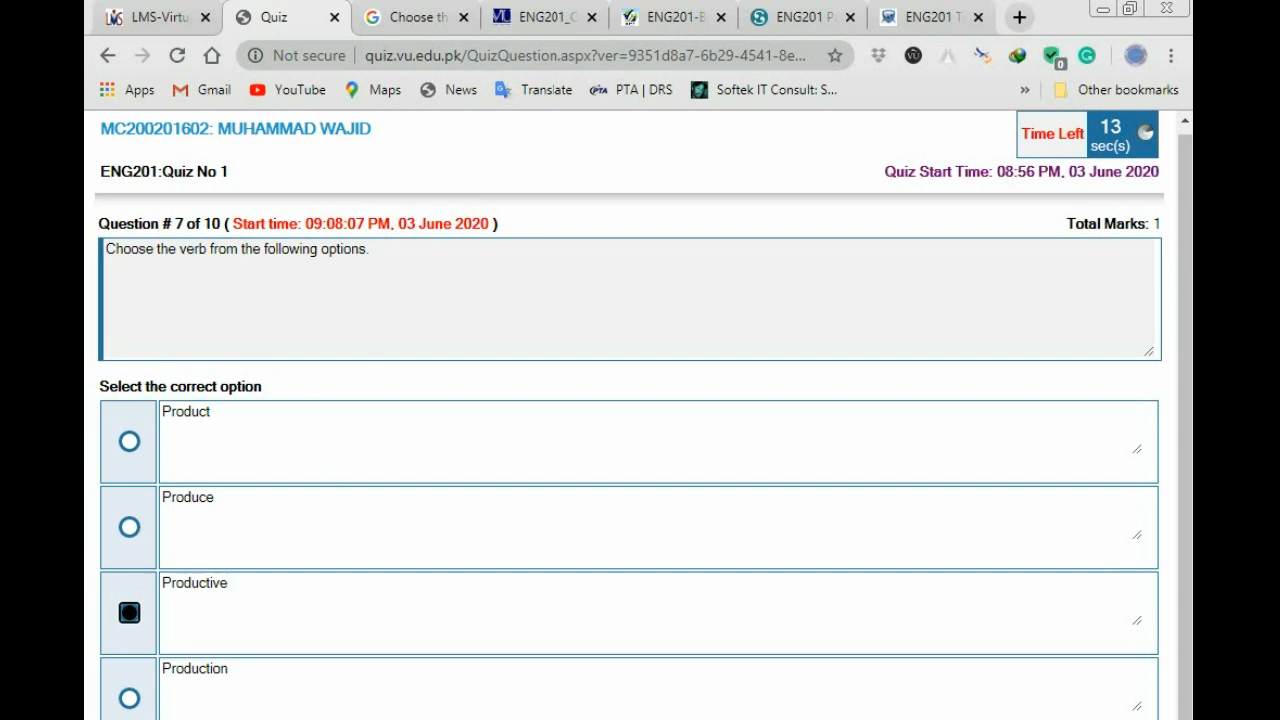 LMS-Virtu
Quiz
Choose th
ENG201_C
ENG201-E
ENG201 P
ENG201 T
Not secure | quiz.vu.edu.pk/QuizQuestion.aspx?ver=9351d8a7-6b29-4541-8e...
Apps Gmail YouTube Maps News Translate PTA | DRS Softek IT Consult: S... » Other bookmarks
MC200201602: MUHAMMAD WAJID
Time Left 13 sec(s)
ENG201:Quiz No 1
Quiz Start Time: 08:56 PM, 03 June 2020
Question # 7 of 10 ( Start time: 09:08:07 PM, 03 June 2020 )
Total Marks: 1
Choose the verb from the following options.
Select the correct option
Product
Produce
Productive
Production